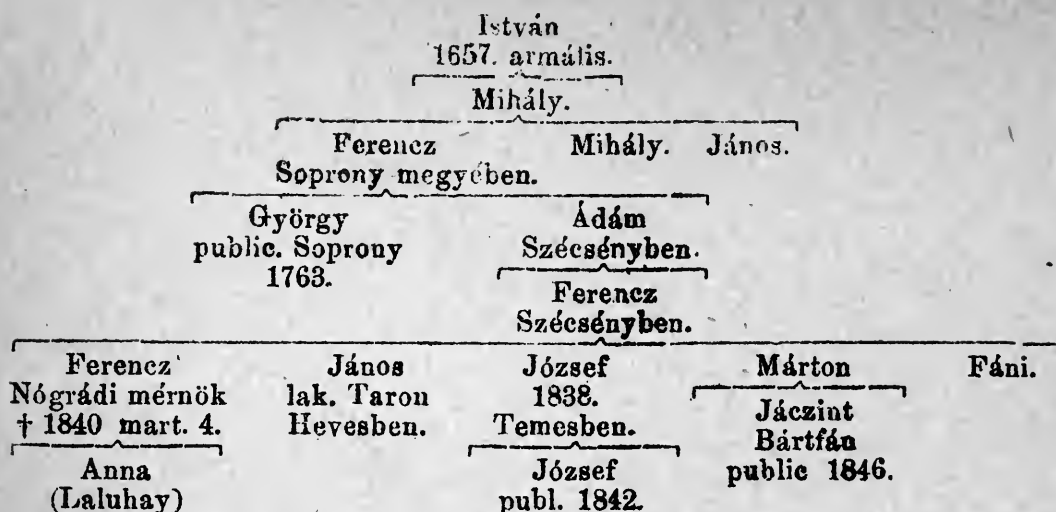 István
1657. armális.
Mihály.
Ferencz Mihály. János.
Soprony megyében.
György Ádám
public. Soprony Szécsényben.
1763.
Ferencz
Szécsényben.
Ferencz János József Márton Fáni.
Nógrádi mérnök lak. Taron 1838. Jáczint
† 1840 mart. 4. Hevesben. Temesben. Bártfán
Anna József public 1846.
(Laluhay) publ. 1842.